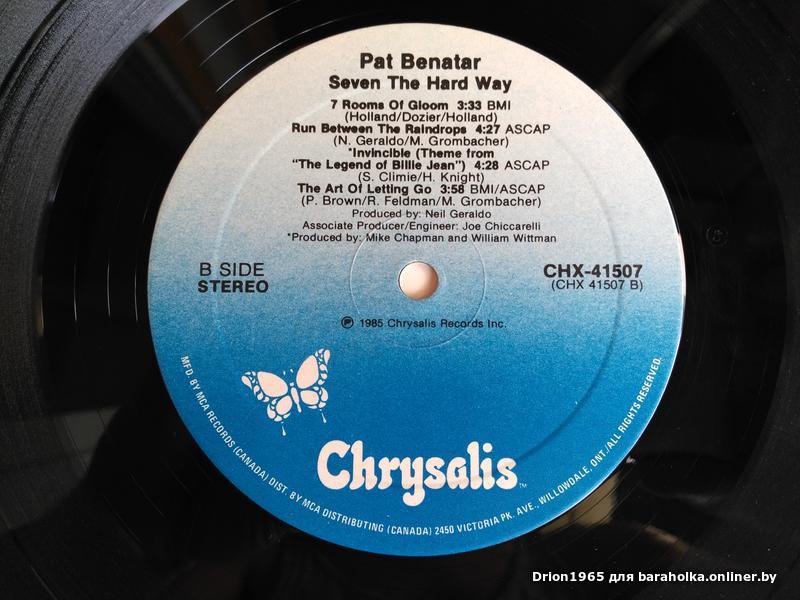 Pat Benatar
Seven The Hard Way
7 Rooms Of Gloom 3:33 BMI
(Holland/Dozier/Holland)
Run Between The Raindrops 4:27 ASCAP
(N. Geraldo/M. Grombacher)
*Invincible (Theme from
"The Legend of Billie Jean") 4:28 ASCAP
(S. Climie/H. Knight)
The Art Of Letting Go 3:58 BMI/ASCAP
(P. Brown/R. Feldman/M. Grombacher)
Produced by: Neil Geraldo
Associate Producer/Engineer: Joe Chiccarelli
*Produced by: Mike Chapman and William Wittman
B SIDE
STEREO
CHX-41507
(CHX 41507 B)
℗ 1985 Chrysalis Records Inc.
Chrysalis™
MFD. BY MCA RECORDS (CANADA) DIST. BY MCA DISTRIBUTING (CANADA) 2450 VICTORIA PK. AVE., WILLOWDALE, ONT./ALL RIGHTS RESERVED.
Drion1965 для baraholka.onliner.by